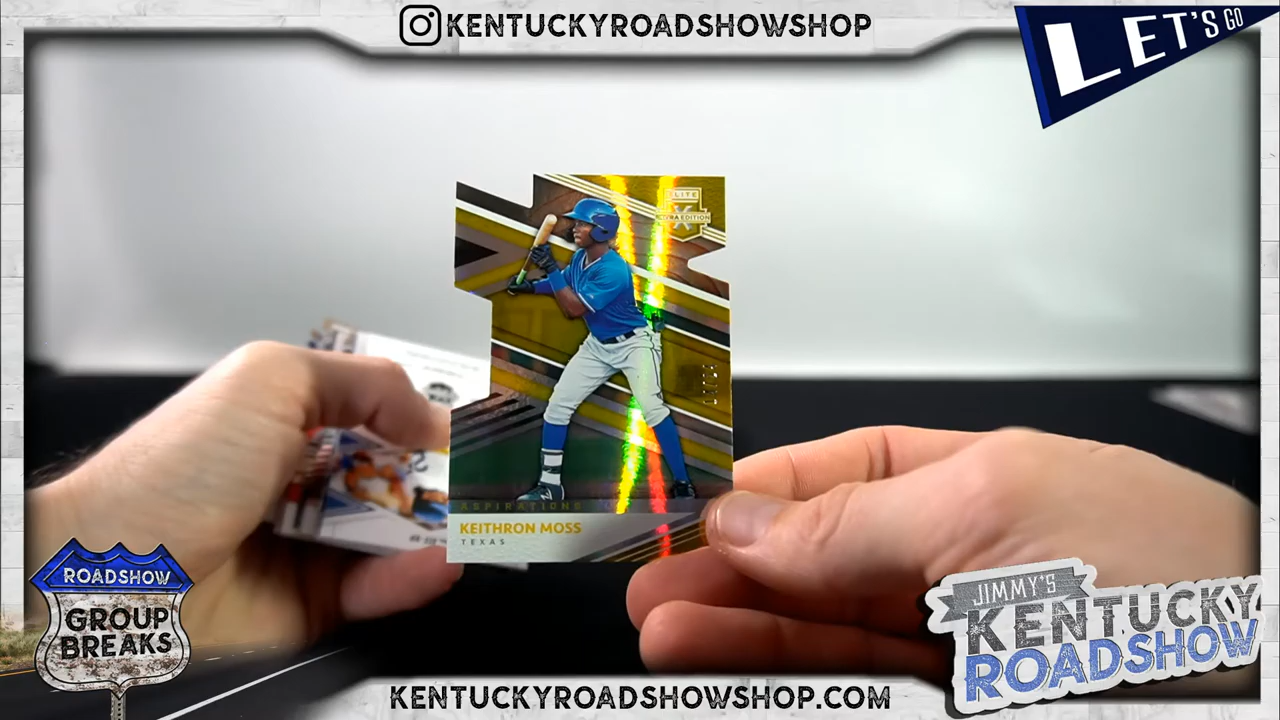 KENTUCKYROADSHOWSHOP
LET'S GO
ELITE
EXTRA EDITION
ASPIRATIONS
KEITHRON MOSS
TEXAS
ROADSHOW
GROUP
BREAKS
JIMMY'S
KENTUCKY
ROADSHOW
KENTUCKYROADSHOWSHOP.COM